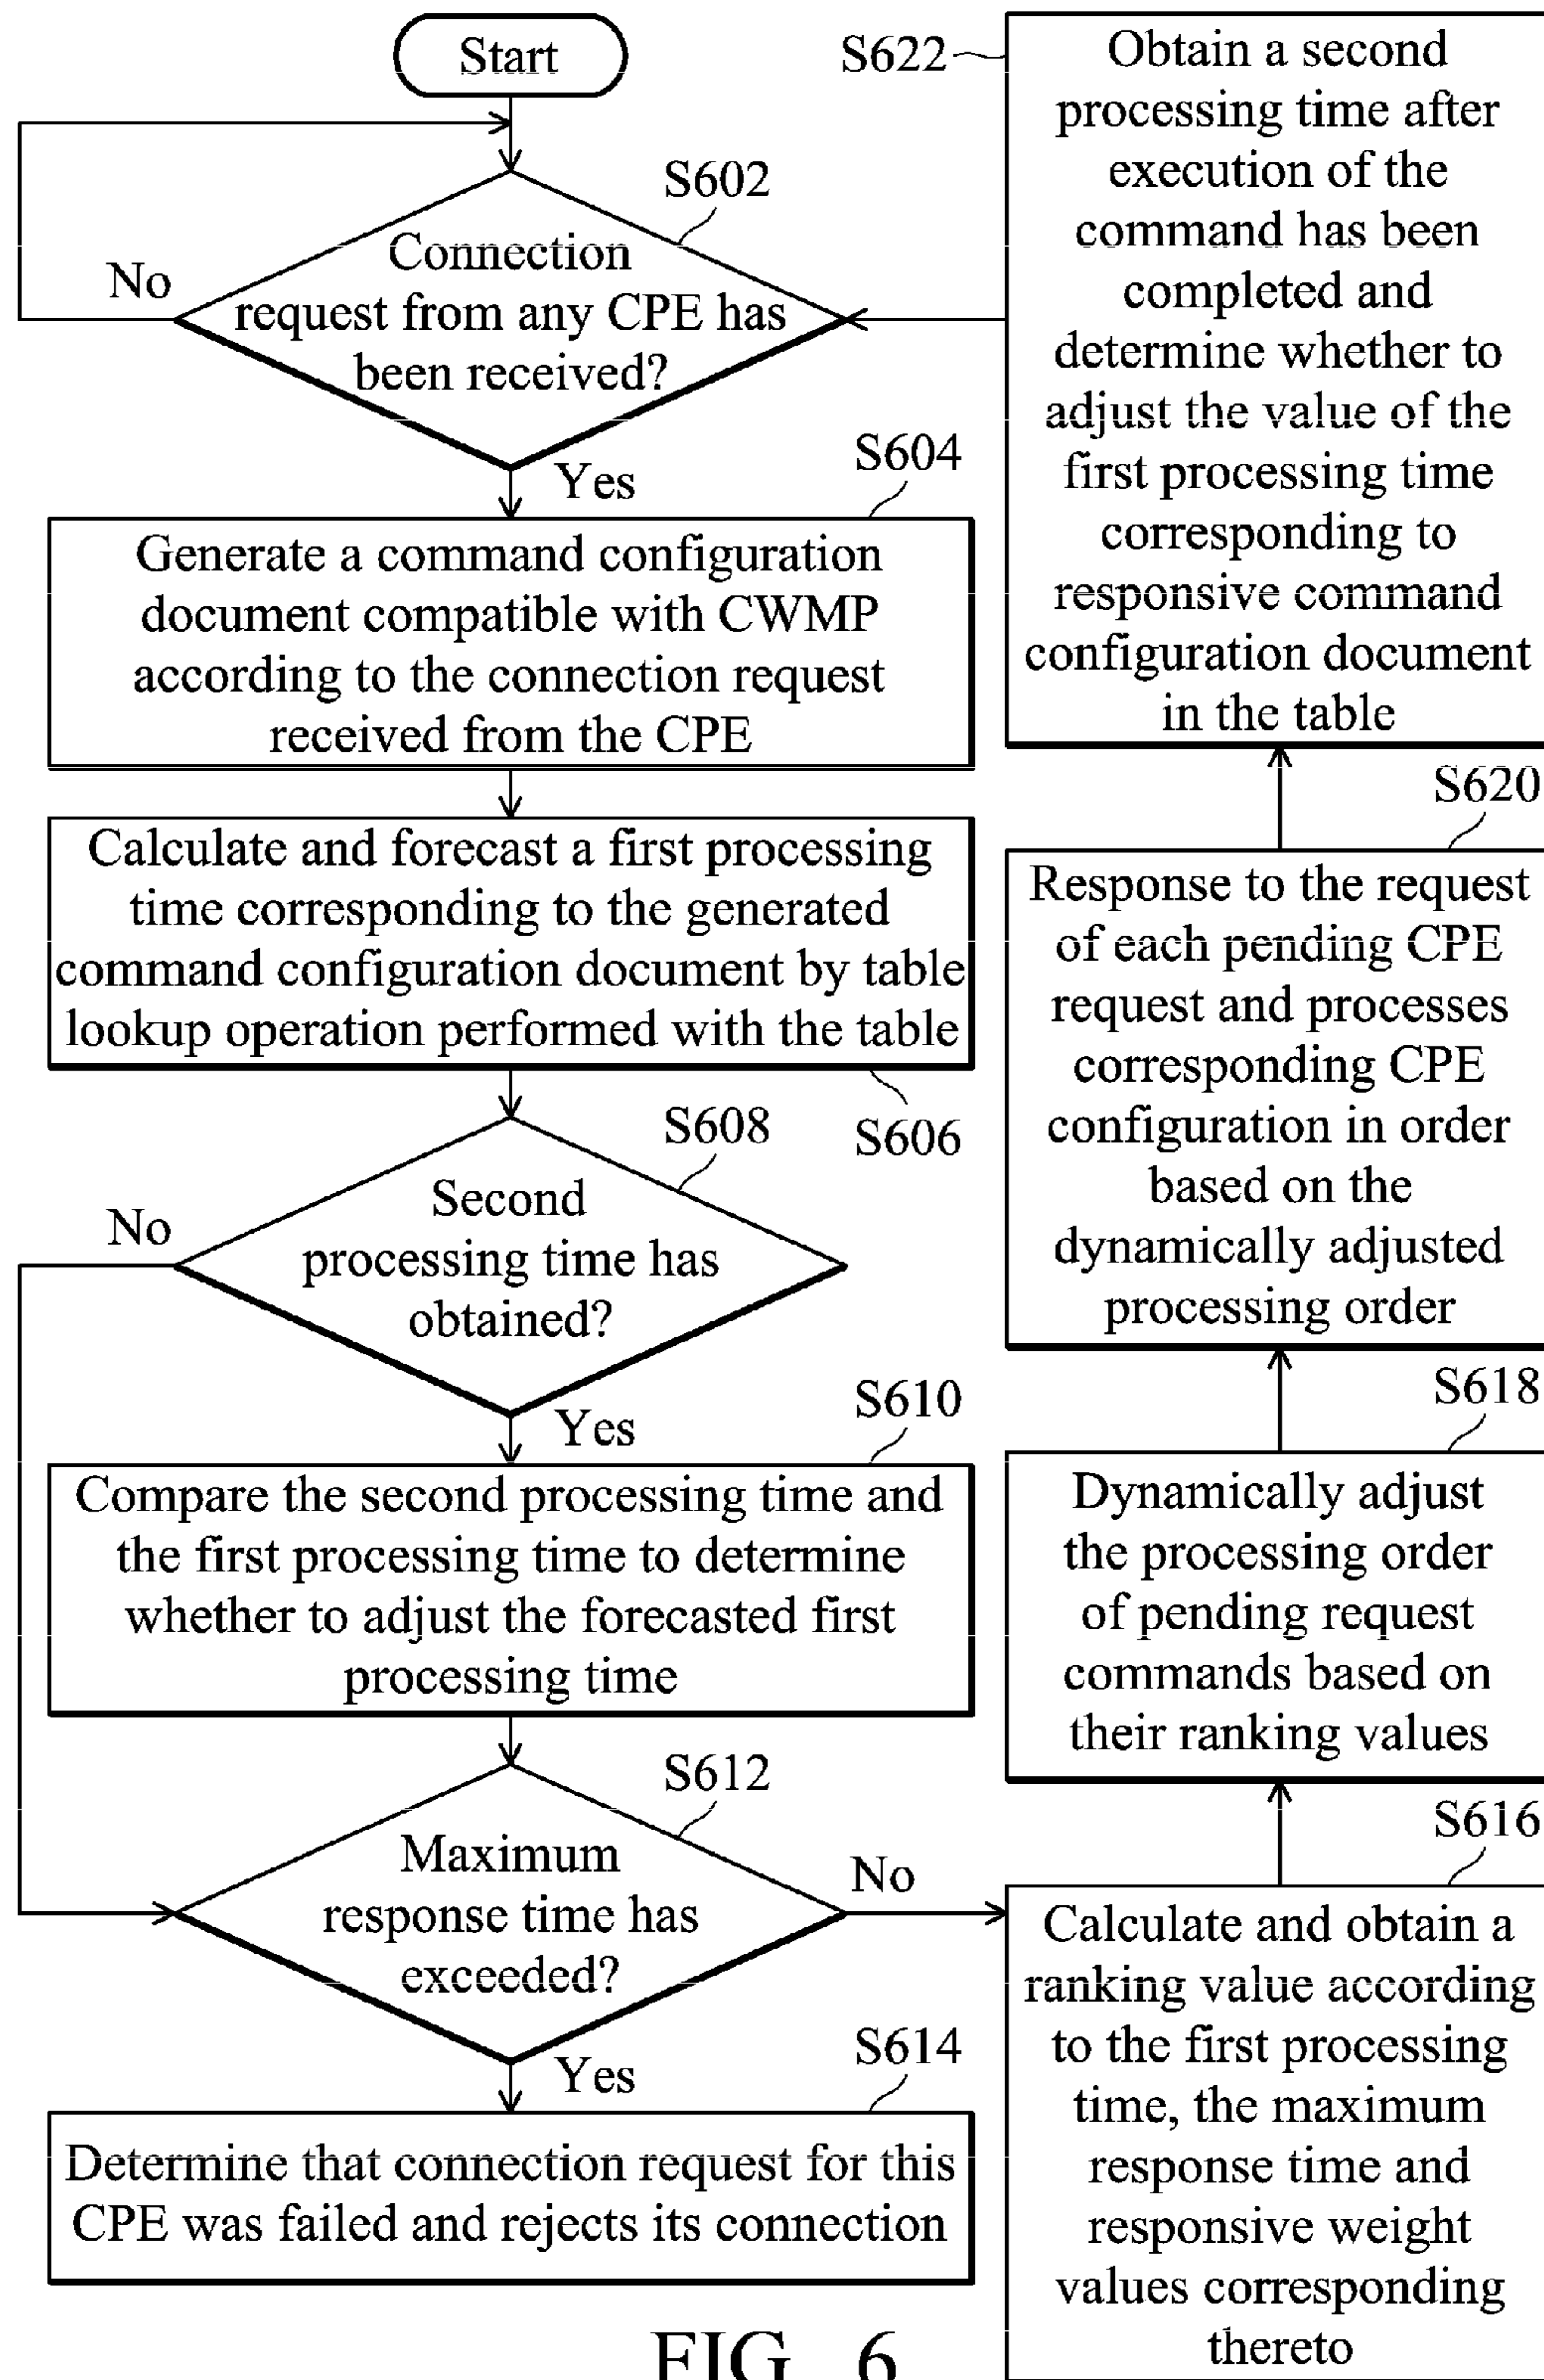 Start
S602
Connection
request from any CPE has
been received?
No
Yes
S604
Generate a command configuration
document compatible with CWMP
according to the connection request
received from the CPE
Calculate and forecast a first processing
time corresponding to the generated
command configuration document by table
lookup operation performed with the table
S606
S608
Second
processing time has
obtained?
No
Yes
S610
Compare the second processing time and
the first processing time to determine
whether to adjust the forecasted first
processing time
S612
Maximum
response time has
exceeded?
No
Yes
S614
Determine that connection request for this
CPE was failed and rejects its connection
S616
Calculate and obtain a
ranking value according
to the first processing
time, the maximum
response time and
responsive weight
values corresponding
thereto
S618
Dynamically adjust
the processing order
of pending request
commands based on
their ranking values
S620
Response to the request
of each pending CPE
request and processes
corresponding CPE
configuration in order
based on the
dynamically adjusted
processing order
S622
Obtain a second
processing time after
execution of the
command has been
completed and
determine whether to
adjust the value of the
first processing time
corresponding to
responsive command
configuration document
in the table
FIG. 6